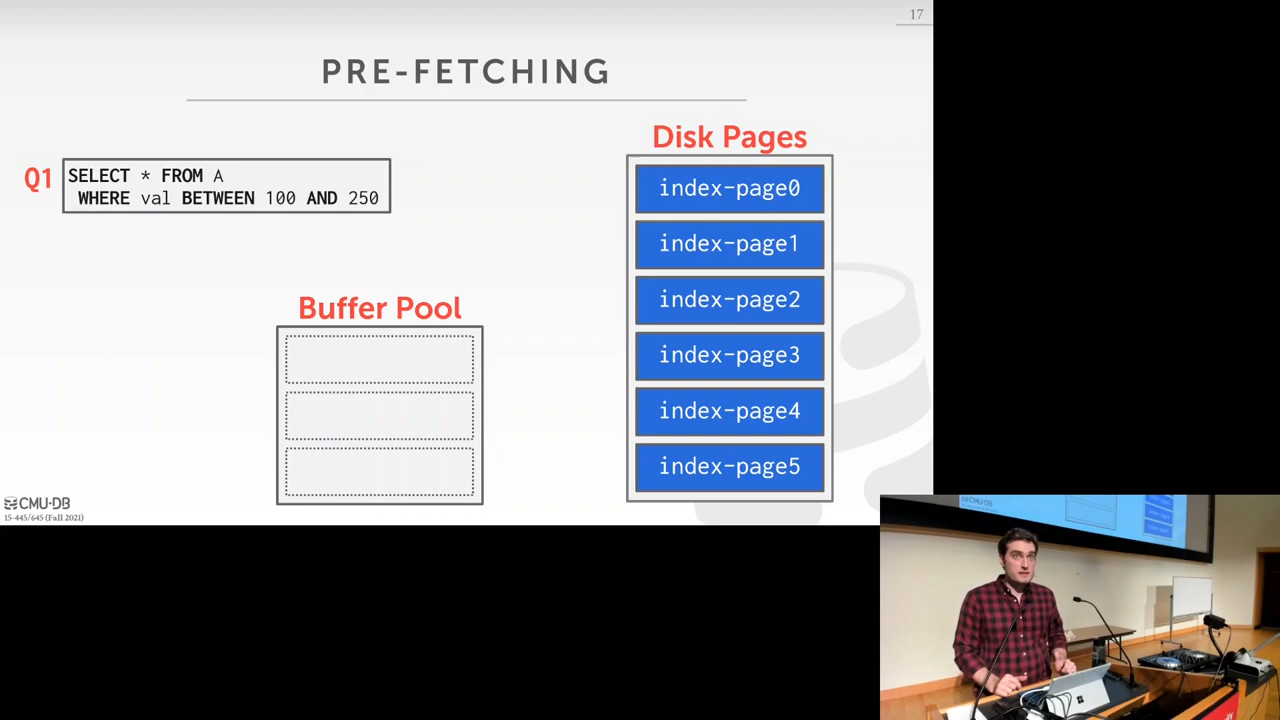 17
PRE-FETCHING
Q1
SELECT * FROM A
WHERE val BETWEEN 100 AND 250
Buffer Pool
Disk Pages
index-page0
index-page1
index-page2
index-page3
index-page4
index-page5
CMU·DB
15-445/645 (Fall 2021)